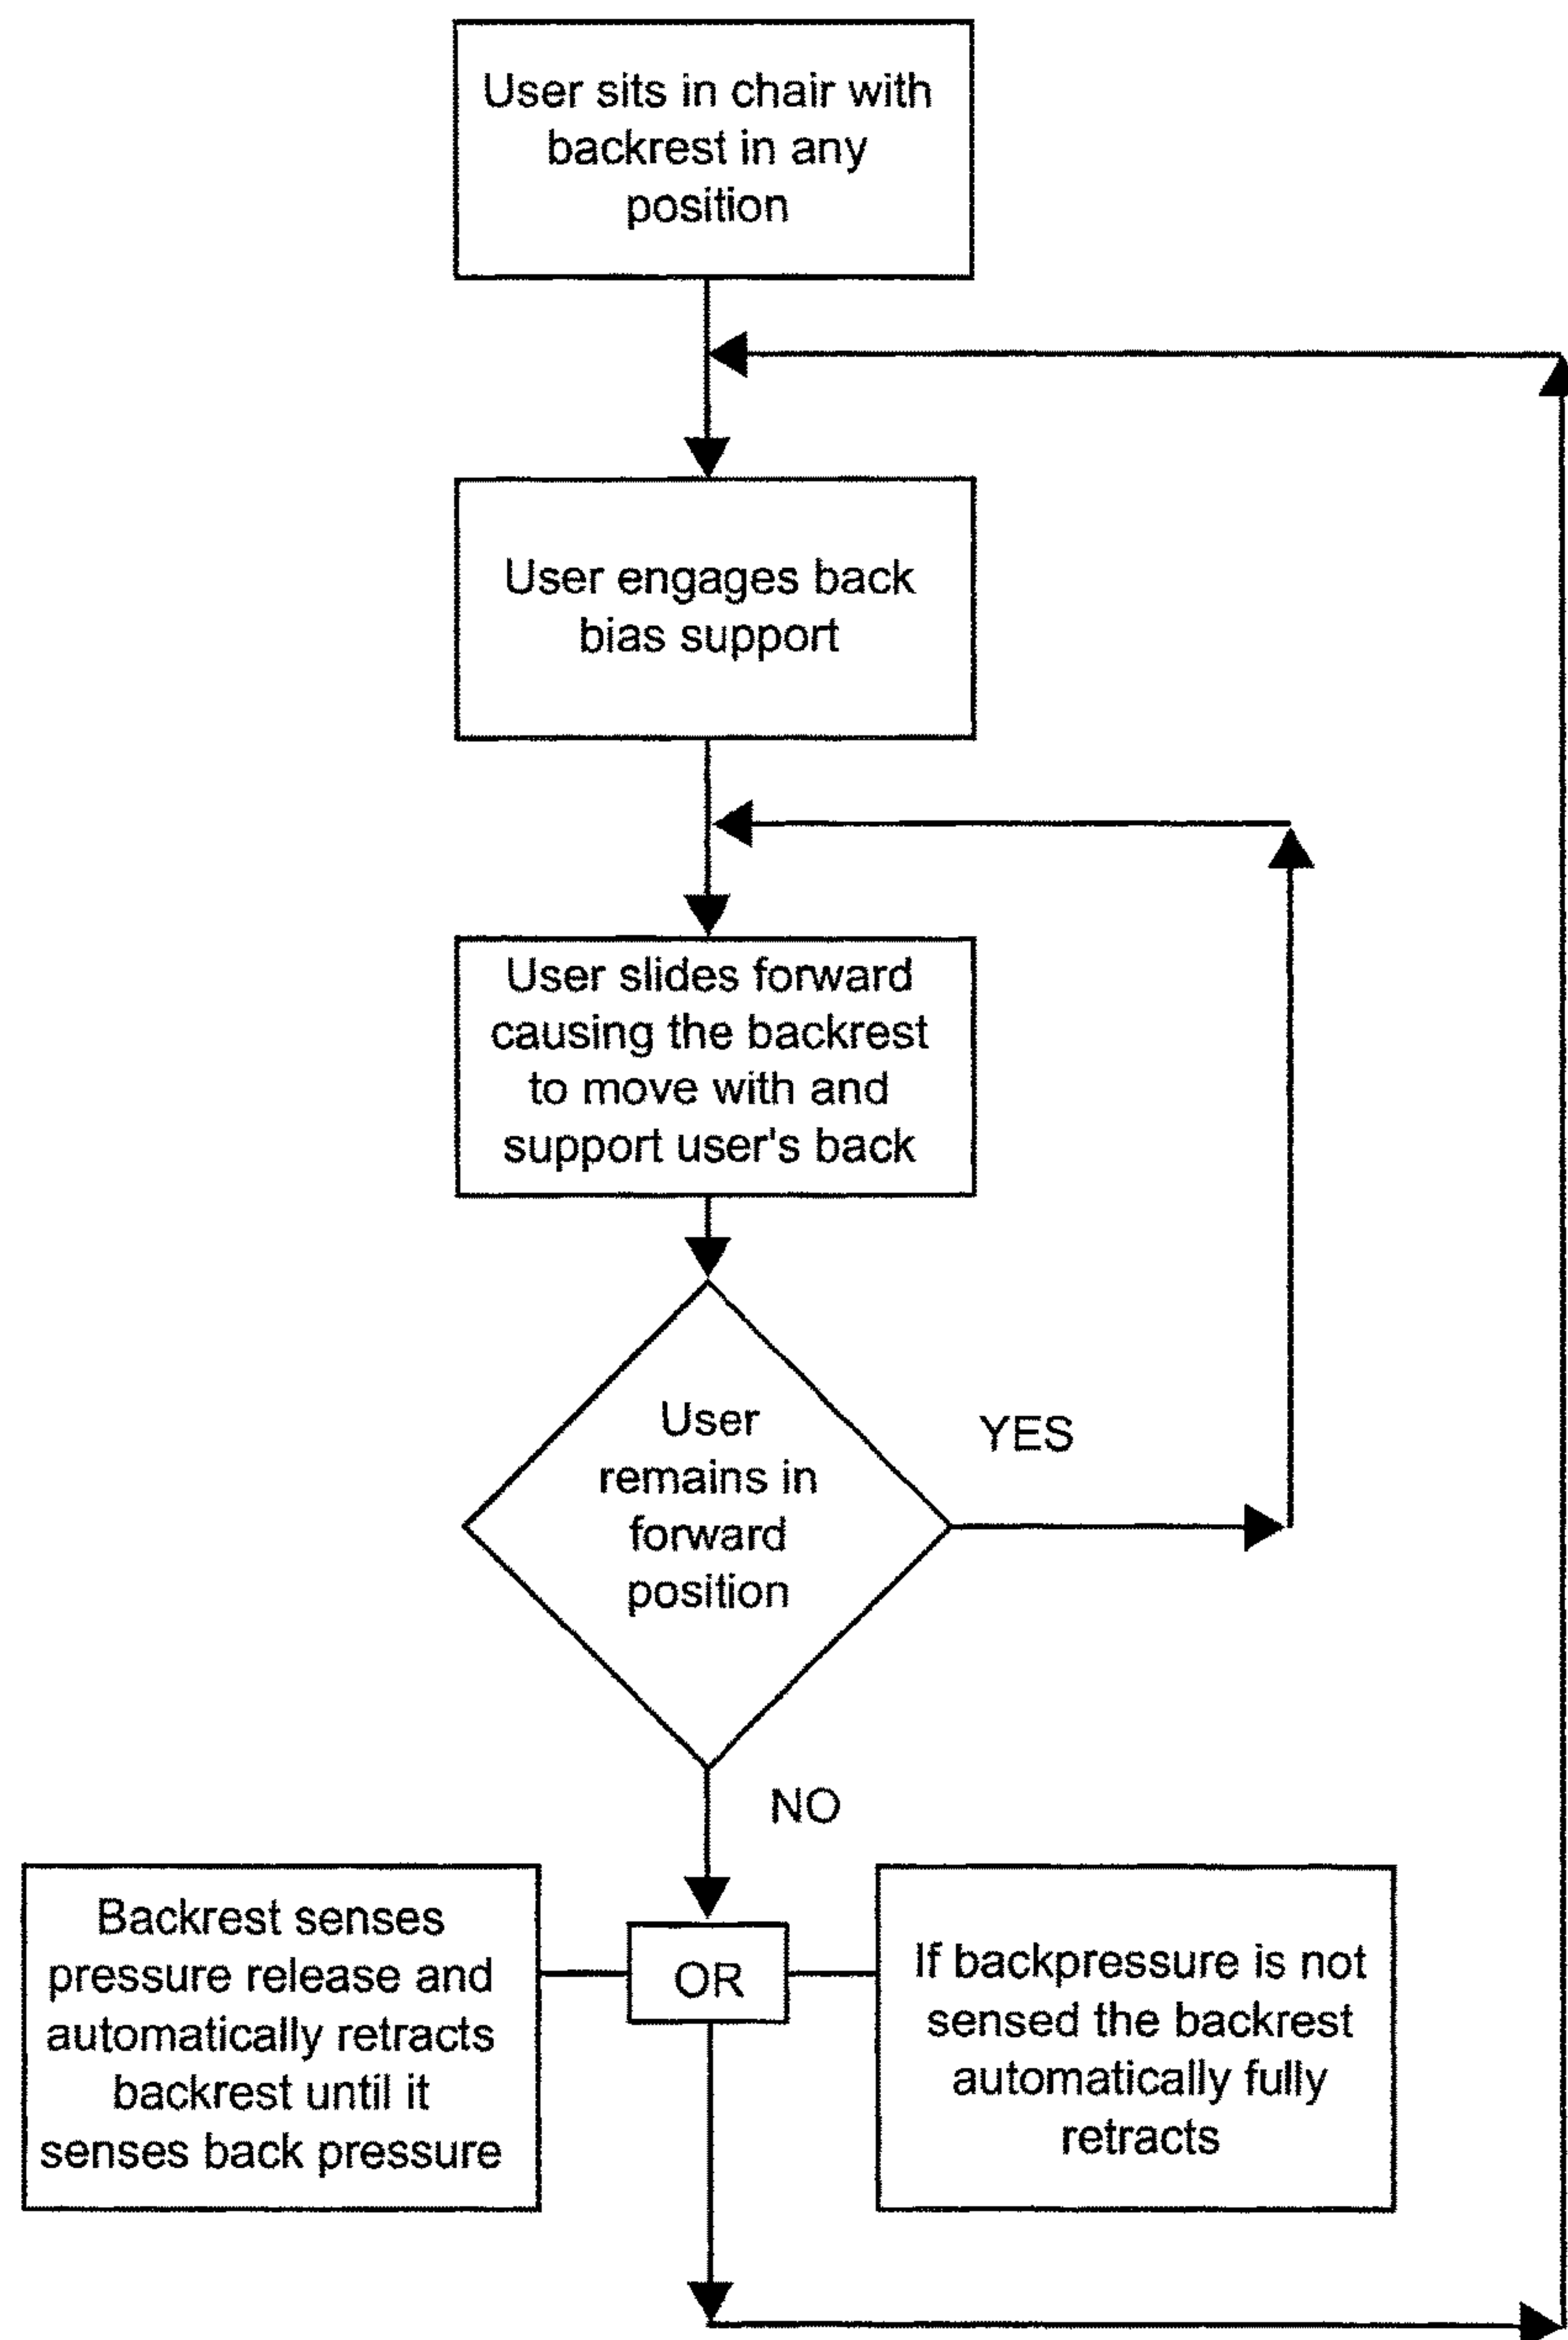 User sits in chair with
backrest in any
position
User engages back
bias support
User slides forward
causing the backrest
to move with and
support user's back
User
remains in
forward
position
YES
NO
Backrest senses
pressure release and
automatically retracts
backrest until it
senses back pressure
OR
If backpressure is not
sensed the backrest
automatically fully
retracts